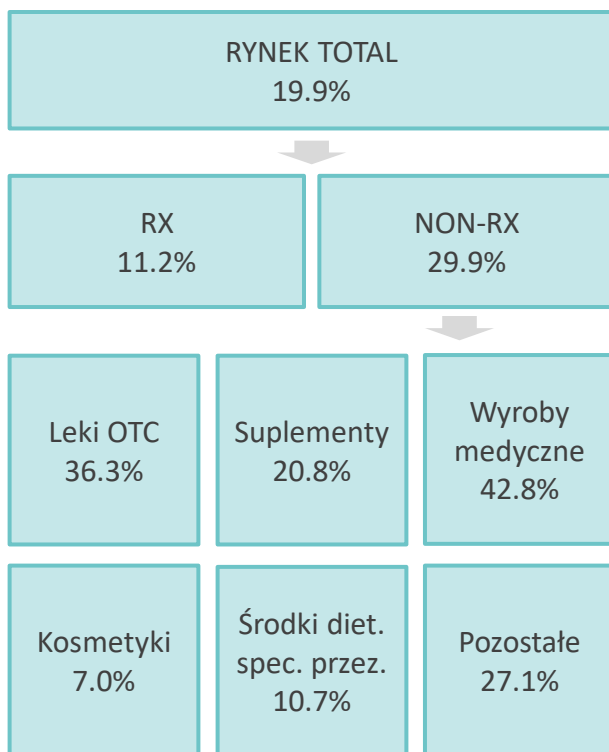 RYNEK TOTAL
19.9%
RX
11.2%
NON-RX
29.9%
Leki OTC
36.3%
Suplementy
20.8%
Wyroby
medyczne
42.8%
Kosmetyki
7.0%
Środki diet.
spec. przez.
10.7%
Pozostałe
27.1%